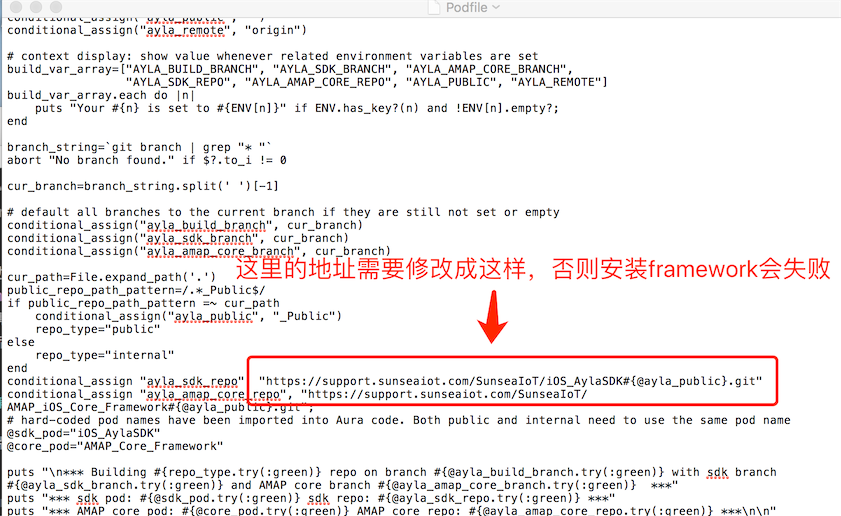 Podfile
conditional_assign("ayla_public", "")
conditional_assign("ayla_remote", "origin")
# context display: show value whenever related environment variables are set
build_var_array=["AYLA_BUILD_BRANCH", "AYLA_SDK_BRANCH", "AYLA_AMAP_CORE_BRANCH",
"AYLA_SDK_REPO", "AYLA_AMAP_CORE_REPO", "AYLA_PUBLIC", "AYLA_REMOTE"]
build_var_array.each do |n|
puts "Your #{n} is set to #{ENV[n]}" if ENV.has_key?(n) and !ENV[n].empty?;
end
branch_string=`git branch | grep "* "`
abort "No branch found." if $?.to_i != 0
cur_branch=branch_string.split(' ')[-1]
# default all branches to the current branch if they are still not set or empty
conditional_assign("ayla_build_branch", cur_branch)
conditional_assign("ayla_sdk_branch", cur_branch)
conditional_assign("ayla_amap_core_branch", cur_branch)
cur_path=File.expand_path('.')
这里的地址需要修改成这样，否则安装framework会失败
public_repo_path_pattern=/.*_Public$/
if public_repo_path_pattern =~ cur_path
conditional_assign("ayla_public", "_Public")
repo_type="public"
else
repo_type="internal"
end
conditional_assign "ayla_sdk_repo", "https://support.sunseaiot.com/SunseaIoT/iOS_AylaSDK#{@ayla_public}.git"
conditional_assign "ayla_amap_core_repo", "https://support.sunseaiot.com/SunseaIoT/
AMAP_iOS_Core_Framework#{@ayla_public}.git";
# hard-coded pod names have been imported into Aura code. Both public and internal need to use the same pod name
@sdk_pod="iOS_AylaSDK"
@core_pod="AMAP_Core_Framework"
puts "\n*** Building #{repo_type.try(:green)} repo on branch #{@ayla_build_branch.try(:green)} with sdk branch
#{@ayla_sdk_branch.try(:green)} and AMAP core branch #{@ayla_amap_core_branch.try(:green)}  ***"
puts "*** sdk pod: #{@sdk_pod.try(:green)} sdk repo: #{@ayla_sdk_repo.try(:green)} ***"
puts "*** AMAP core pod: #{@core_pod.try(:green)} AMAP core repo: #{@ayla_amap_core_repo.try(:green)} ***\n\n"